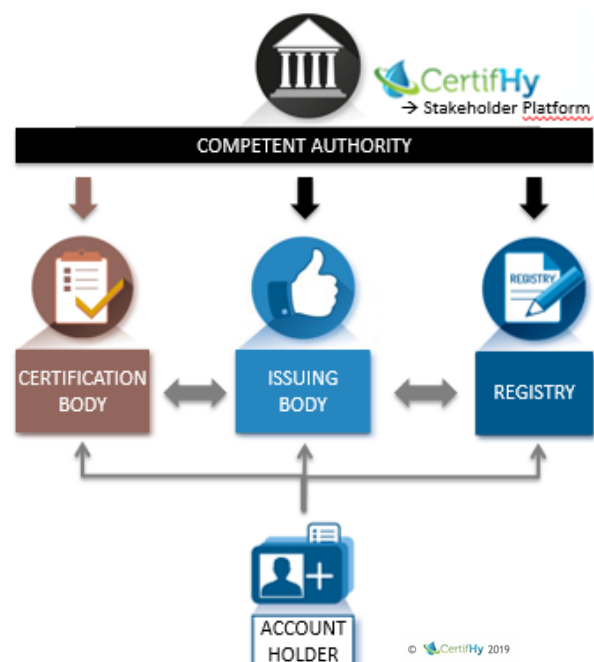 CertifHy
→ Stakeholder Platform
COMPETENT AUTHORITY
REGISTRY
CERTIFICATION
BODY
ISSUING
BODY
REGISTRY
ACCOUNT
HOLDER
© CertifHy 2019